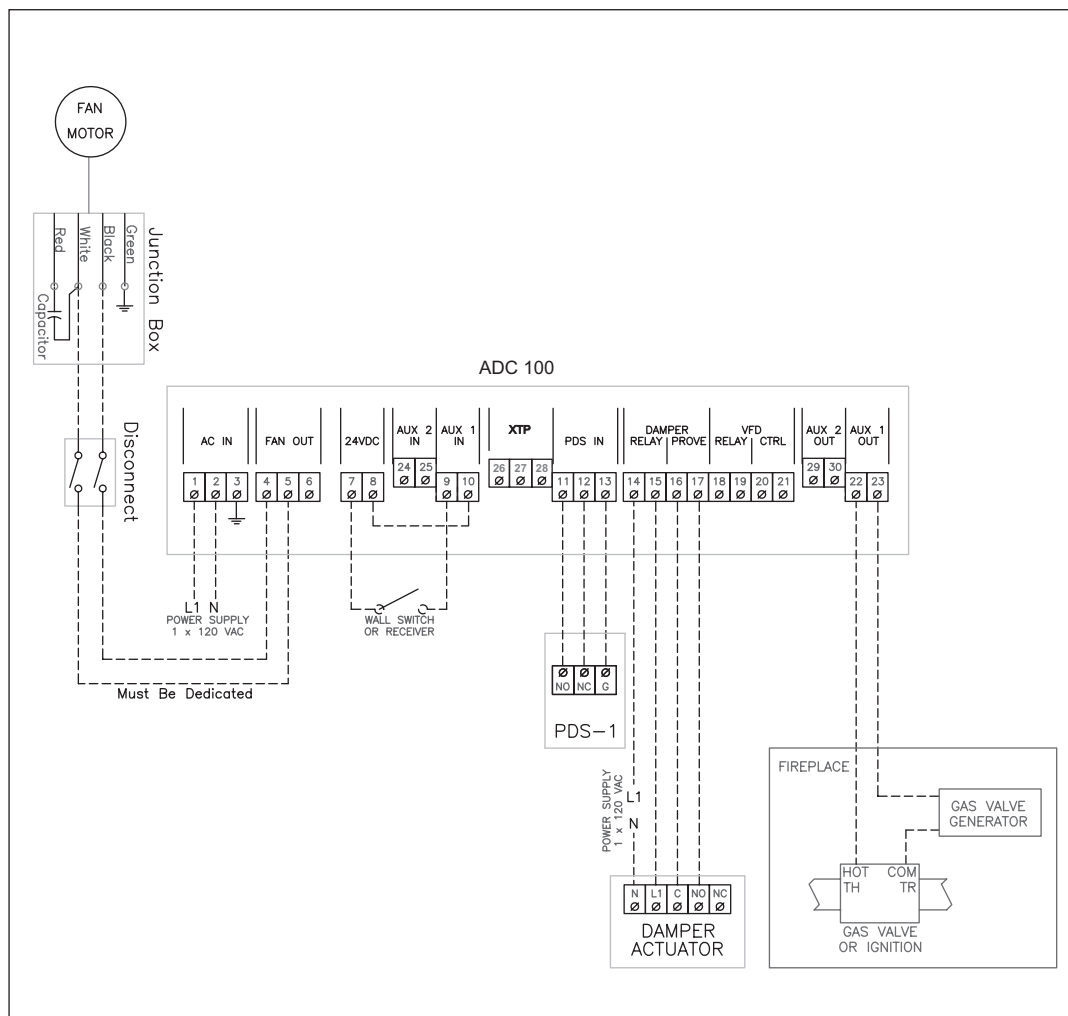 FAN
MOTOR
Red
White
Black
Green
Junction Box
Capacitor
Disconnect
ADC 100
AC IN
FAN OUT
24VDC
AUX 2
IN
AUX 1
IN
XTP
PDS IN
DAMPER
RELAY PROVE
VFD
RELAY CTRL
AUX 2
OUT
AUX 1
OUT
1 2 3 4 5 6 7 8 24 25 9 10 26 27 28 11 12 13 14 15 16 17 18 19 20 21 29 30 22 23
L1 N
POWER SUPPLY
1 x 120 VAC
WALL SWITCH
OR RECEIVER
Must Be Dedicated
NO NC G
PDS-1
POWER SUPPLY
1 x 120 VAC
L1
N
N L1 C NO NC
DAMPER
ACTUATOR
FIREPLACE
GAS VALVE
GENERATOR
HOT COM
TH TR
GAS VALVE
OR IGNITION